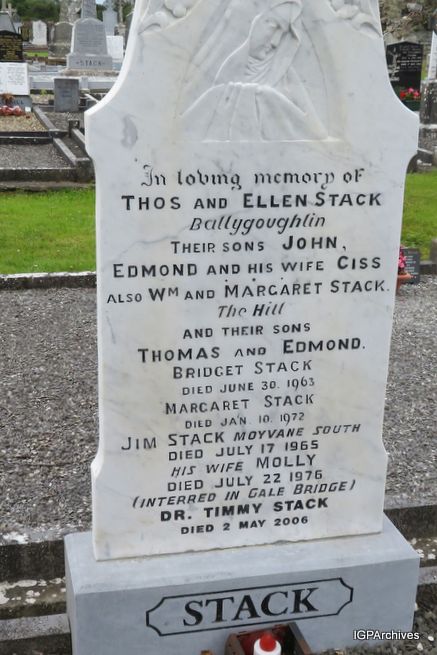 STACK
In loving memory of
THOS AND ELLEN STACK
Ballygoughlin
THEIR SONS JOHN,
EDMOND AND HIS WIFE CISS
ALSO WM AND MARGARET STACK.
The Hill
AND THEIR SONS
THOMAS AND EDMOND.
BRIDGET STACK
DIED JUNE 30. 1963
MARGARET STACK
DIED JAN. 10. 1972
JIM STACK MOYVANE SOUTH
DIED JULY 17 1965
HIS WIFE MOLLY
DIED JULY 22 1976
(INTERRED IN GALE BRIDGE)
DR. TIMMY STACK
DIED 2 MAY 2006
STACK
IGPArchives